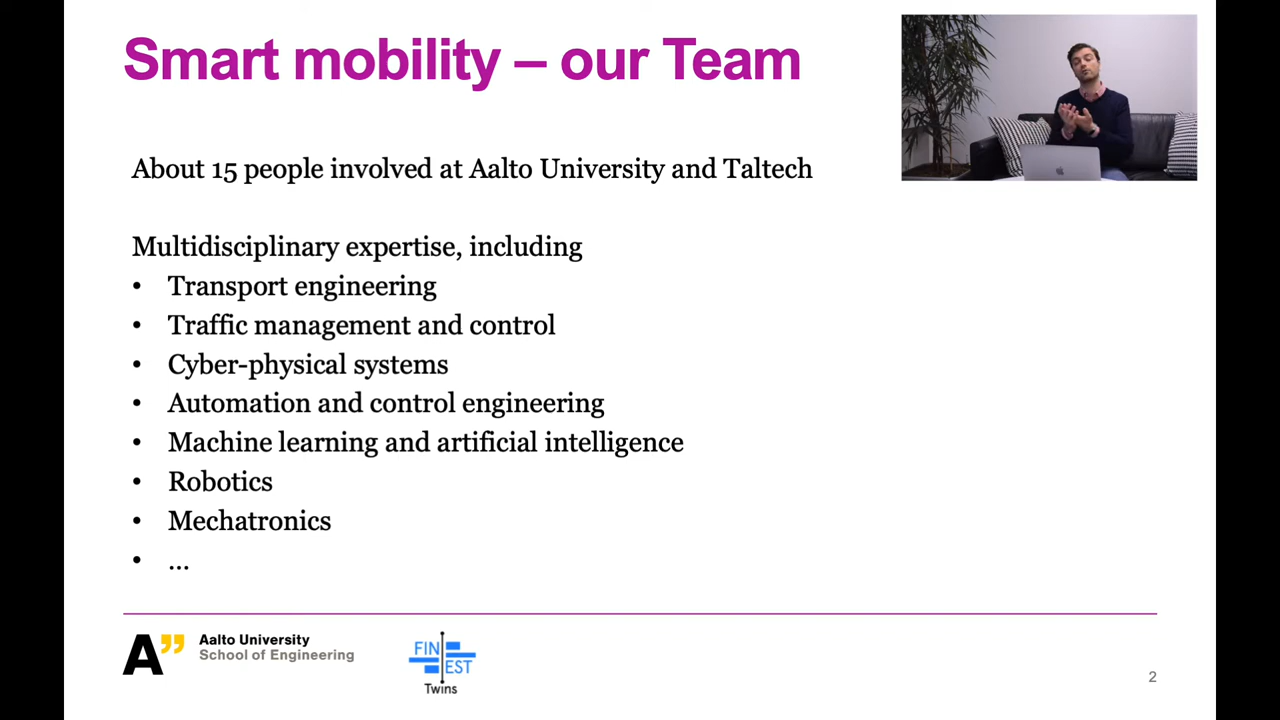 Smart mobility – our Team
About 15 people involved at Aalto University and Taltech
Multidisciplinary expertise, including
• Transport engineering
• Traffic management and control
• Cyber-physical systems
• Automation and control engineering
• Machine learning and artificial intelligence
• Robotics
• Mechatronics
• ...
A”
Aalto University
School of Engineering
FIN
EST
Twins
2